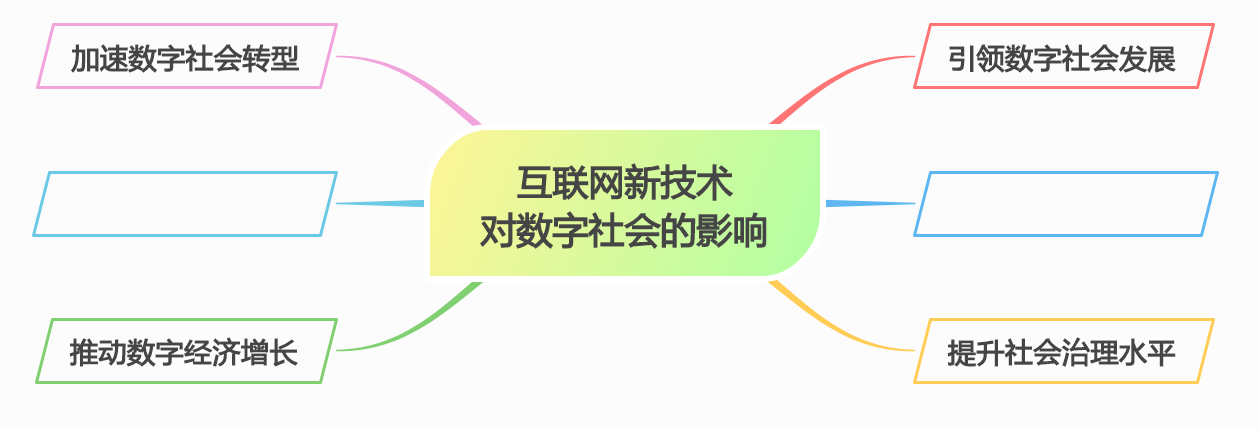 加速数字社会转型
引领数字社会发展
互联网新技术
对数字社会的影响
推动数字经济增长
提升社会治理水平